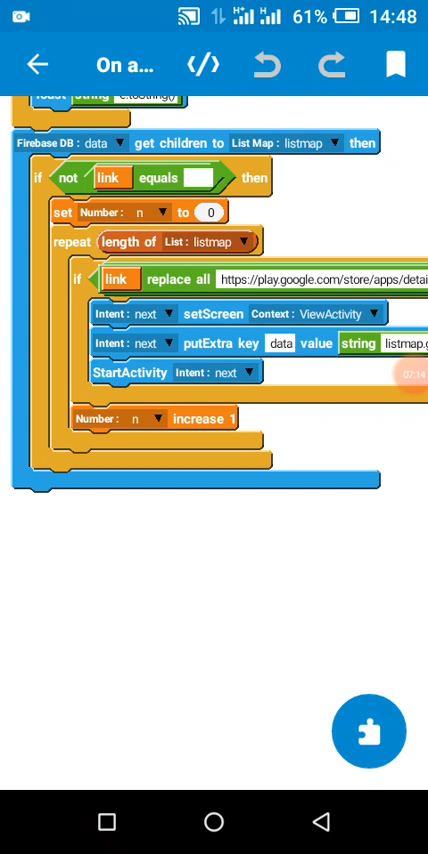 H+ H 61% 14:48
On a...
toast string e.toString()
Firebase DB : data get children to List Map : listmap then
if not link equals then
set Number : n to 0
repeat length of List : listmap
if link replace all https://play.google.com/store/apps/detai
Intent : next setScreen Context : ViewActivity
Intent : next putExtra key data value string listmap.g
StartActivity Intent : next
07:14
Number : n increase 1